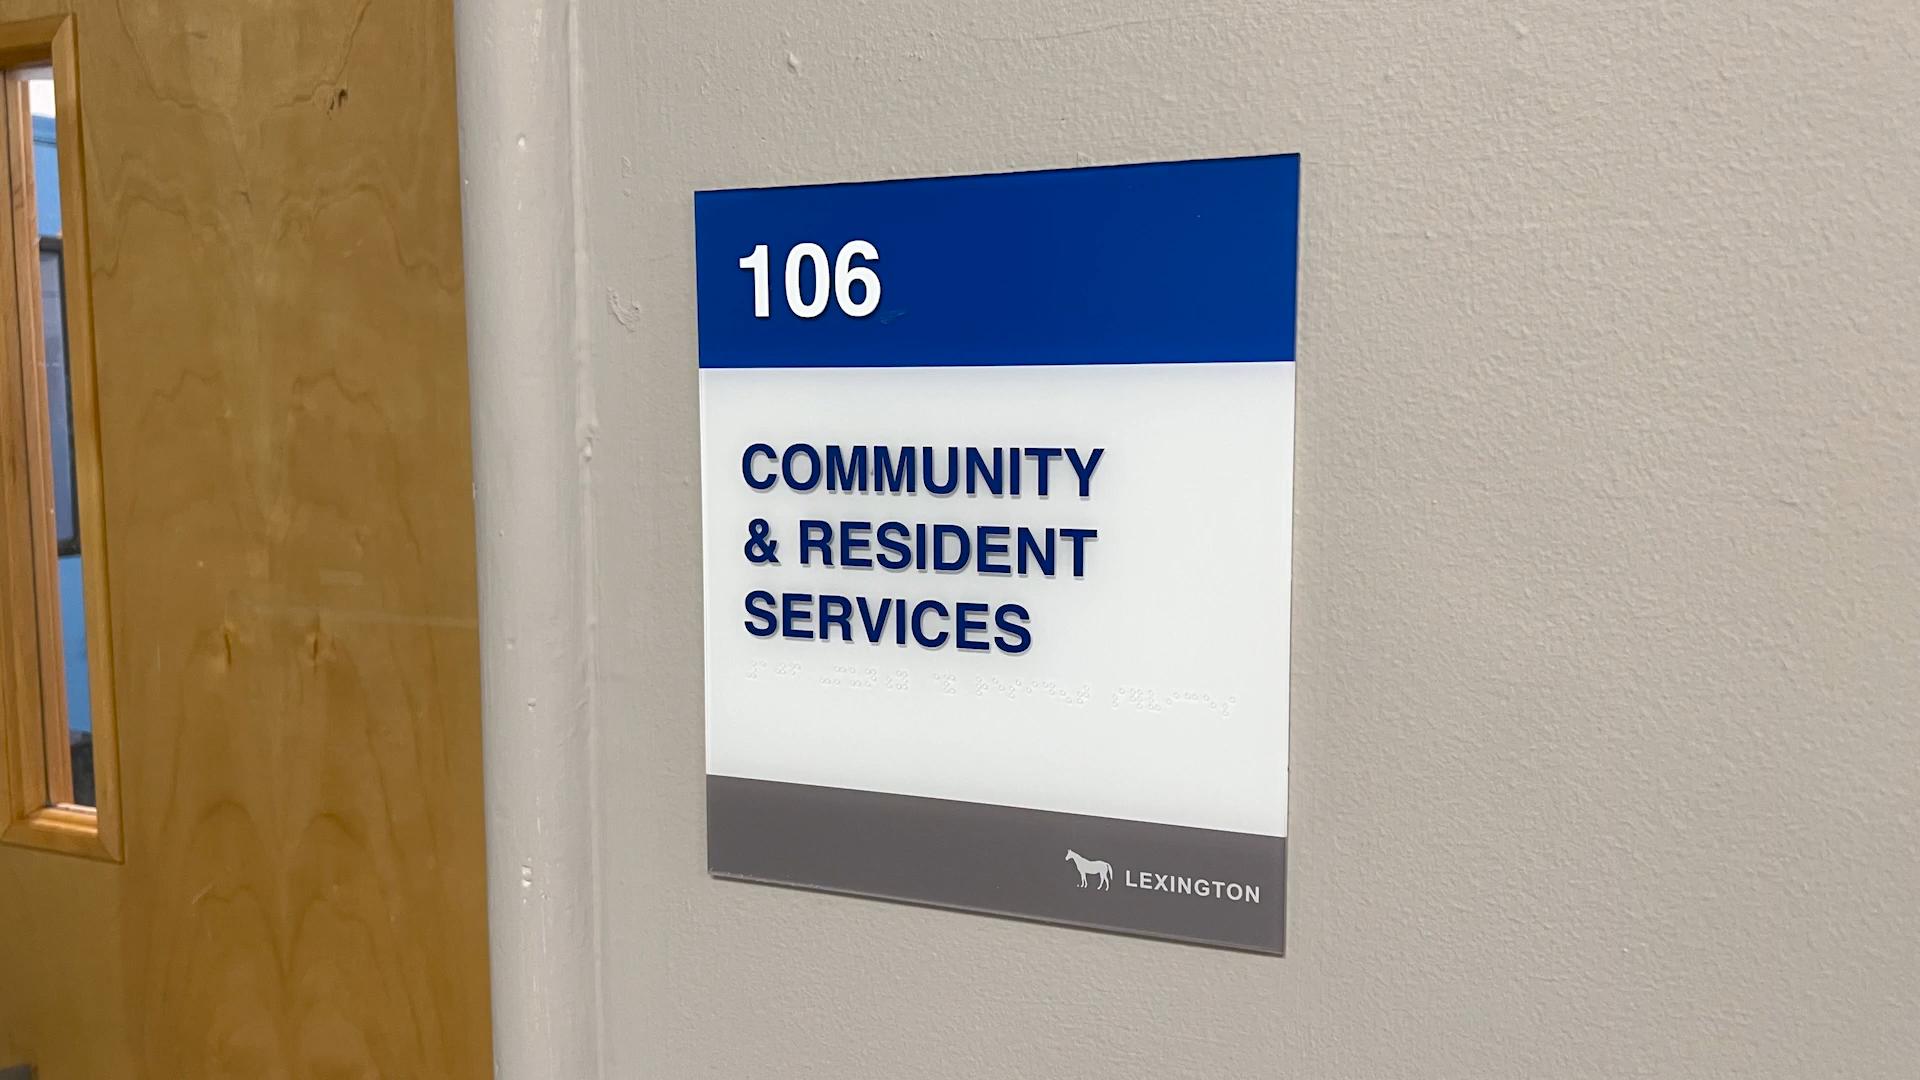 106
COMMUNITY
& RESIDENT
SERVICES
LEXINGTON